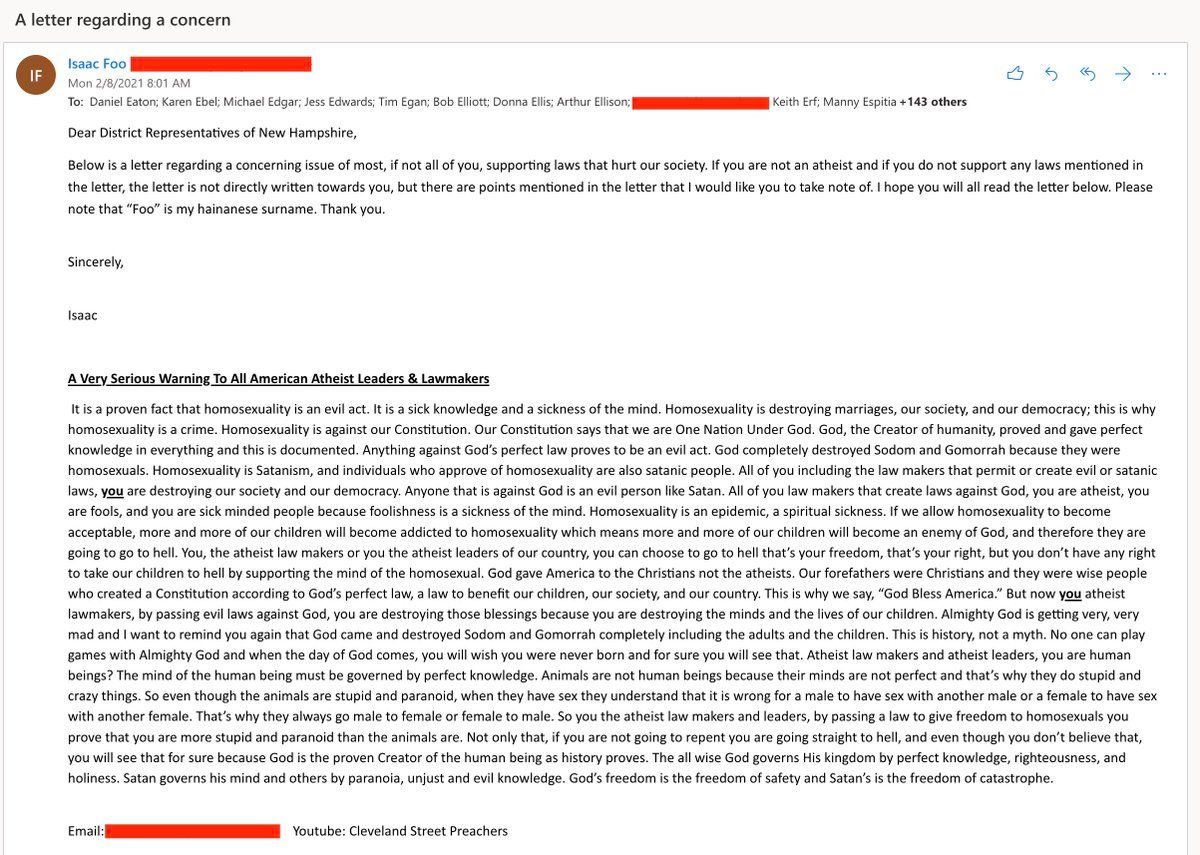 A letter regarding a concern
IF
Isaac Foo
Mon 2/8/2021 8:01 AM
To: Daniel Eaton; Karen Ebel; Michael Edgar; Jess Edwards; Tim Egan; Bob Elliott; Donna Ellis; Arthur Ellison; Keith Erf; Manny Espitia +143 others
Dear District Representatives of New Hampshire,
Below is a letter regarding a concerning issue of most, if not all of you, supporting laws that hurt our society. If you are not an atheist and if you do not support any laws mentioned in
the letter, the letter is not directly written towards you, but there are points mentioned in the letter that I would like you to take note of. I hope you will all read the letter below. Please
note that “Foo” is my hainanese surname. Thank you.
Sincerely,
Isaac
A Very Serious Warning To All American Atheist Leaders & Lawmakers
It is a proven fact that homosexuality is an evil act. It is a sick knowledge and a sickness of the mind. Homosexuality is destroying marriages, our society, and our democracy; this is why
homosexuality is a crime. Homosexuality is against our Constitution. Our Constitution says that we are One Nation Under God. God, the Creator of humanity, proved and gave perfect
knowledge in everything and this is documented. Anything against God’s perfect law proves to be an evil act. God completely destroyed Sodom and Gomorrah because they were
homosexuals. Homosexuality is Satanism, and individuals who approve of homosexuality are also satanic people. All of you including the law makers that permit or create evil or satanic
laws, you are destroying our society and our democracy. Anyone that is against God is an evil person like Satan. All of you law makers that create laws against God, you are atheist, you
are fools, and you are sick minded people because foolishness is a sickness of the mind. Homosexuality is an epidemic, a spiritual sickness. If we allow homosexuality to become
acceptable, more and more of our children will become addicted to homosexuality which means more and more of our children will become an enemy of God, and therefore they are
going to go to hell. You, the atheist law makers or you the atheist leaders of our country, you can choose to go to hell that’s your freedom, that’s your right, but you don’t have any right
to take our children to hell by supporting the mind of the homosexual. God gave America to the Christians not the atheists. Our forefathers were Christians and they were wise people
who created a Constitution according to God’s perfect law, a law to benefit our children, our society, and our country. This is why we say, “God Bless America.” But now you atheist
lawmakers, by passing evil laws against God, you are destroying those blessings because you are destroying the minds and the lives of our children. Almighty God is getting very, very
mad and I want to remind you again that God came and destroyed Sodom and Gomorrah completely including the adults and the children. This is history, not a myth. No one can play
games with Almighty God and when the day of God comes, you will wish you were never born and for sure you will see that. Atheist law makers and atheist leaders, you are human
beings? The mind of the human being must be governed by perfect knowledge. Animals are not human beings because their minds are not perfect and that’s why they do stupid and
crazy things. So even though the animals are stupid and paranoid, when they have sex they understand that it is wrong for a male to have sex with another male or a female to have sex
with another female. That’s why they always go male to female or female to male. So you the atheist law makers and leaders, by passing a law to give freedom to homosexuals you
prove that you are more stupid and paranoid than the animals are. Not only that, if you are not going to repent you are going straight to hell, and even though you don’t believe that,
you will see that for sure because God is the proven Creator of the human being as history proves. The all wise God governs His kingdom by perfect knowledge, righteousness, and
holiness. Satan governs his mind and others by paranoia, unjust and evil knowledge. God’s freedom is the freedom of safety and Satan’s is the freedom of catastrophe.
Email: Youtube: Cleveland Street Preachers